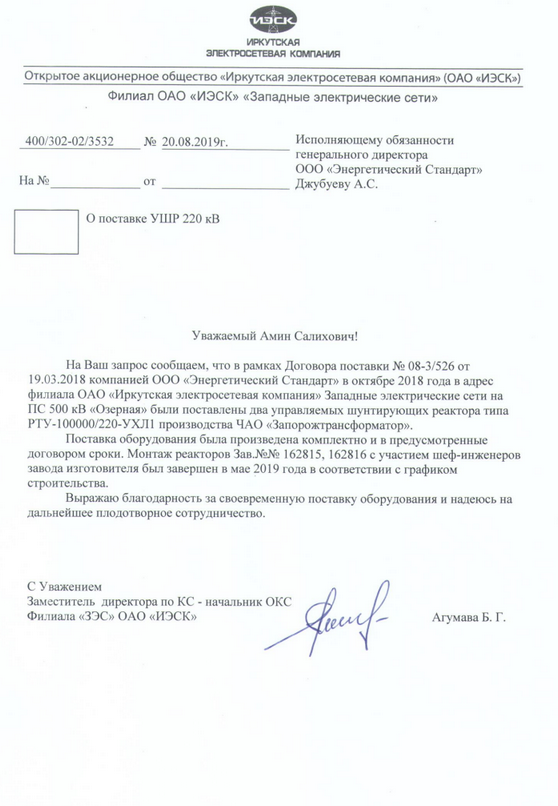 ИЭСК
ИРКУТСКАЯ
ЭЛЕКТРОСЕТЕВАЯ КОМПАНИЯ
Открытое акционерное общество «Иркутская электросетевая компания» (ОАО «ИЭСК»)
Филиал ОАО «ИЭСК» «Западные электрические сети»
400/302-02/3532 № 20.08.2019г.
На № от
Исполняющему обязанности
генерального директора
ООО «Энергетический Стандарт»
Джубуеву А.С.
О поставке УШР 220 кВ
Уважаемый Амин Салихович!
На Ваш запрос сообщаем, что в рамках Договора поставки № 08-3/526 от
19.03.2018 компанией ООО «Энергетический Стандарт» в октябре 2018 года в адрес
филиала ОАО «Иркутская электросетевая компания» Западные электрические сети на
ПС 500 кВ «Озерная» были поставлены два управляемых шунтирующих реактора типа
РТУ-100000/220-УХЛ1 производства ЧАО «Запорожтрансформатор».
Поставка оборудования была произведена комплектно и в предусмотренные
договором сроки. Монтаж реакторов Зав.№№ 162815, 162816 с участием шеф-инженеров
завода изготовителя был завершен в мае 2019 года в соответствии с графиком
строительства.
Выражаю благодарность за своевременную поставку оборудования и надеюсь на
дальнейшее плодотворное сотрудничество.
С Уважением
Заместитель директора по КС - начальник ОКС
Филиала «ЗЭС» ОАО «ИЭСК»
Агумава Б. Г.